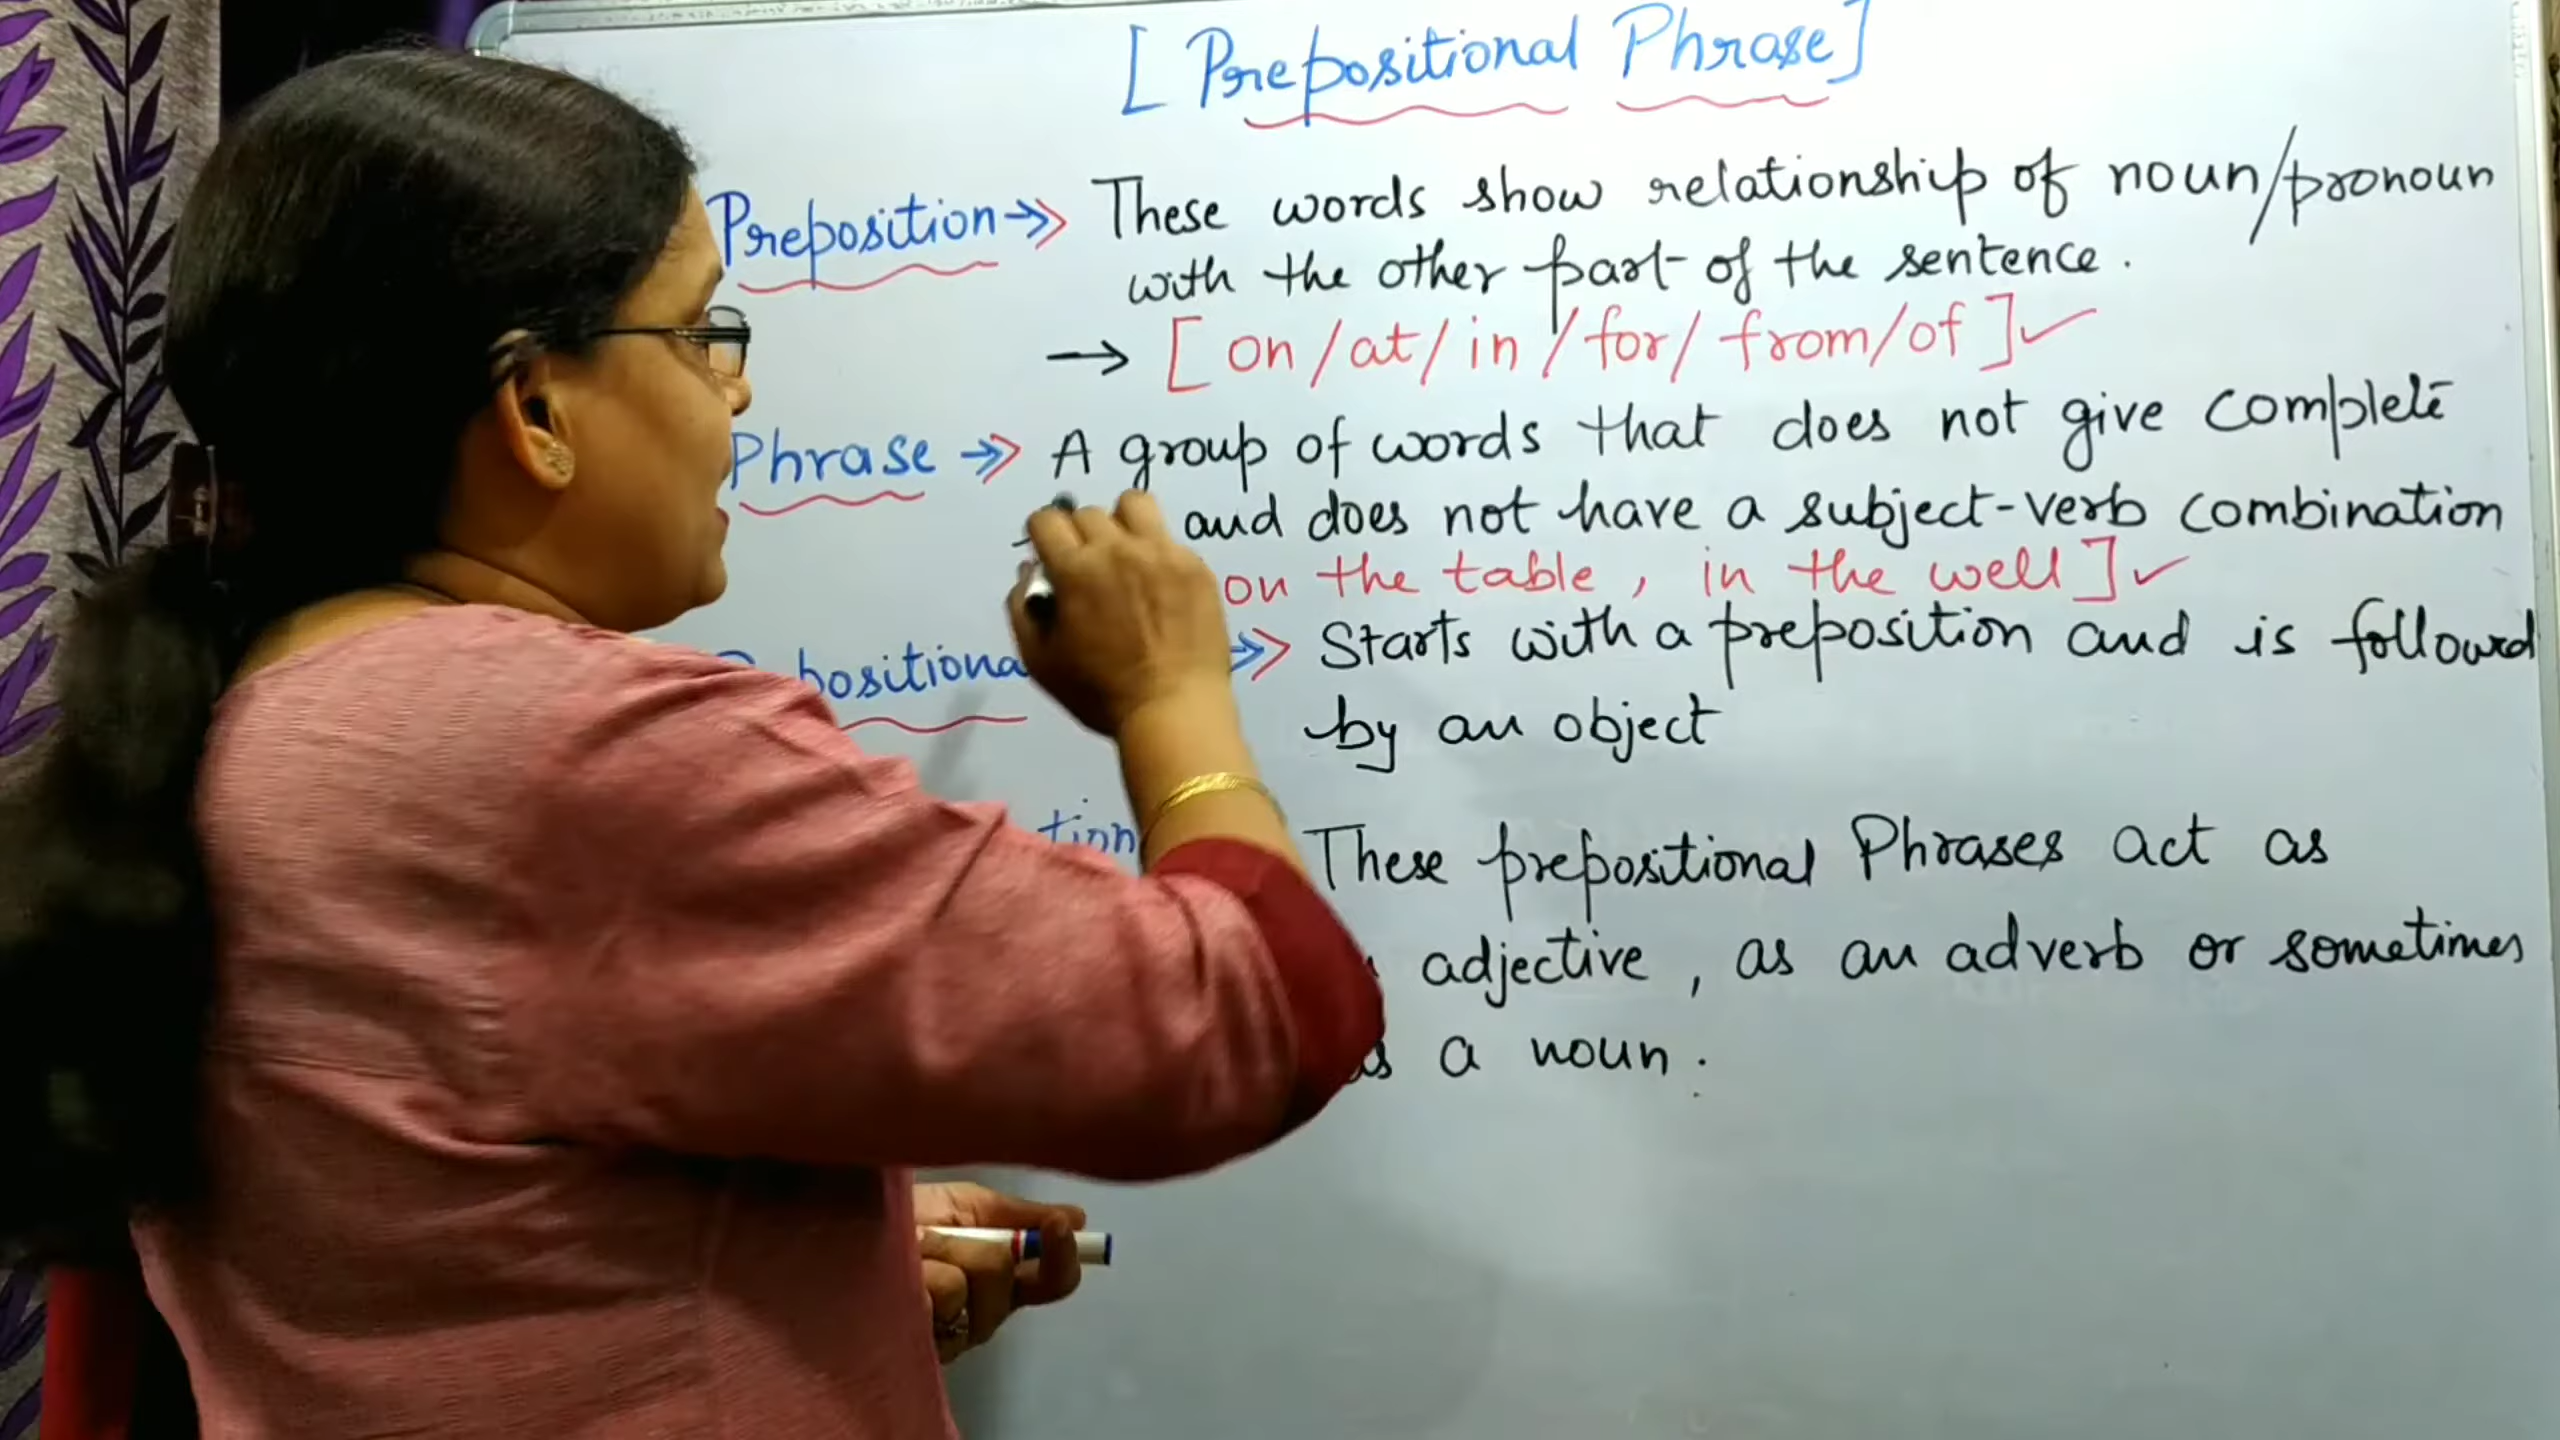 [ Prepositional Phrase ]
Preposition →> These words show relationship of noun/pronoun
with the other part of the sentence.
→ [ on / at / in / for / from / of ] ✓
Phrase →> A group of words that does not give complete
and does not have a subject-verb combination
on the table, in the well ] ✓
positiona >> Starts with a preposition and is followed
by an object
tion These prepositional Phrases act as
adjective, as an adverb or sometimes
as a noun.